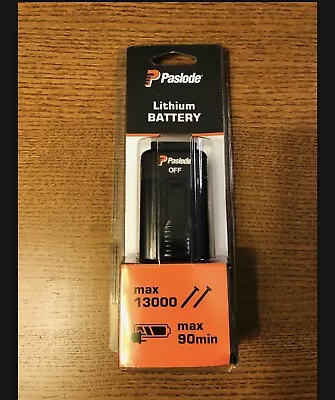 Paslode
Lithium
BATTERY
Paslode
OFF
max
13000
max
90min